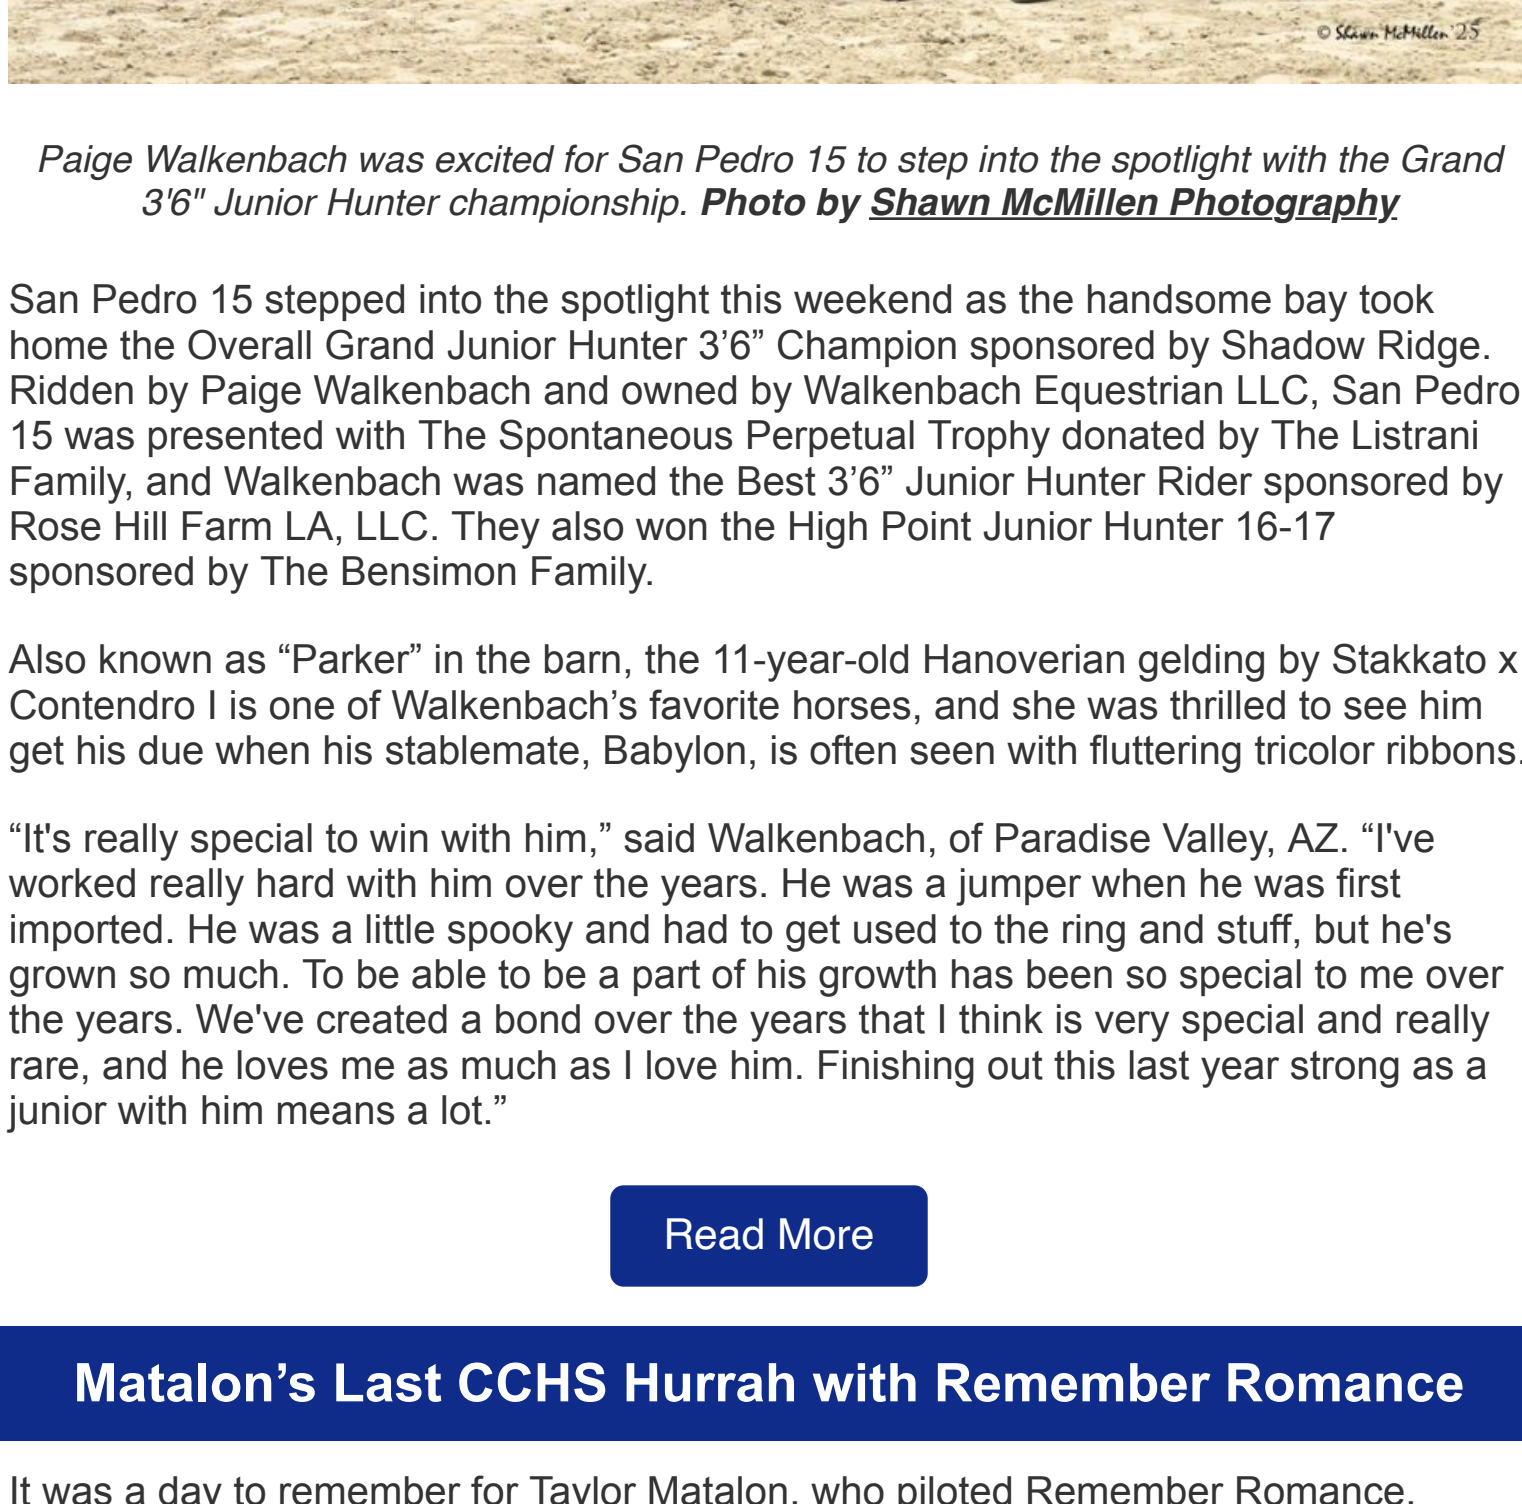 © Shawn McMillen '25
Paige Walkenbach was excited for San Pedro 15 to step into the spotlight with the Grand
3'6" Junior Hunter championship. Photo by Shawn McMillen Photography
San Pedro 15 stepped into the spotlight this weekend as the handsome bay took
home the Overall Grand Junior Hunter 3’6” Champion sponsored by Shadow Ridge.
Ridden by Paige Walkenbach and owned by Walkenbach Equestrian LLC, San Pedro
15 was presented with The Spontaneous Perpetual Trophy donated by The Listrani
Family, and Walkenbach was named the Best 3’6” Junior Hunter Rider sponsored by
Rose Hill Farm LA, LLC. They also won the High Point Junior Hunter 16-17
sponsored by The Bensimon Family.
Also known as “Parker” in the barn, the 11-year-old Hanoverian gelding by Stakkato x
Contendro I is one of Walkenbach’s favorite horses, and she was thrilled to see him
get his due when his stablemate, Babylon, is often seen with fluttering tricolor ribbons.
“It's really special to win with him,” said Walkenbach, of Paradise Valley, AZ. “I've
worked really hard with him over the years. He was a jumper when he was first
imported. He was a little spooky and had to get used to the ring and stuff, but he's
grown so much. To be able to be a part of his growth has been so special to me over
the years. We've created a bond over the years that I think is very special and really
rare, and he loves me as much as I love him. Finishing out this last year strong as a
junior with him means a lot.”
Read More
Matalon’s Last CCHS Hurrah with Remember Romance
It was a day to remember for Taylor Matalon, who piloted Remember Romance,